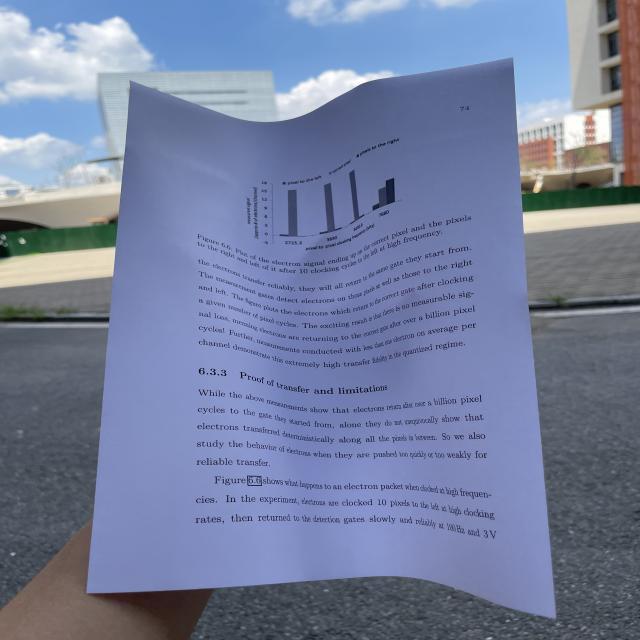 74
pixel to the left
pixel to the right
Figure 6.6. Plot of the electron signal ending up on the correct pixel and the pixels
to the right and left of it after 10 clocking cycles to the left at high frequency.
the electron transfer reliably, they will all return to the same gate they start from.
The measurement gates detect electrons on those pixels as well as those to the right
and left. The figure plots the electrons which return to the correct gate after clocking
a given number of pixel cycles. The exciting result is that there is no measurable sig-
nal loss, meaning electrons are returning to the correct gate after over a billion pixel
cycles! Further, measurements conducted with less than one electron on average per
channel demonstrate this extremely high transfer fidelity in the quantized regime.
6.3.3 Proof of transfer and limitations
While the above measurements show that electrons return after over a billion pixel
cycles to the gate they started from, alone they do not unequivocally show that
electrons transferred deterministically along all the pixels in between. So we also
study the behavior of electrons when they are pushed too quickly or too weakly for
reliable transfer.
Figure 6.6 shows what happens to an electron packet when clocked at high frequen-
cies. In the experiment, electrons are clocked 10 pixels to the left at high clocking
rates, then returned to the detection gates slowly and reliably at 100 Hz and 3 V